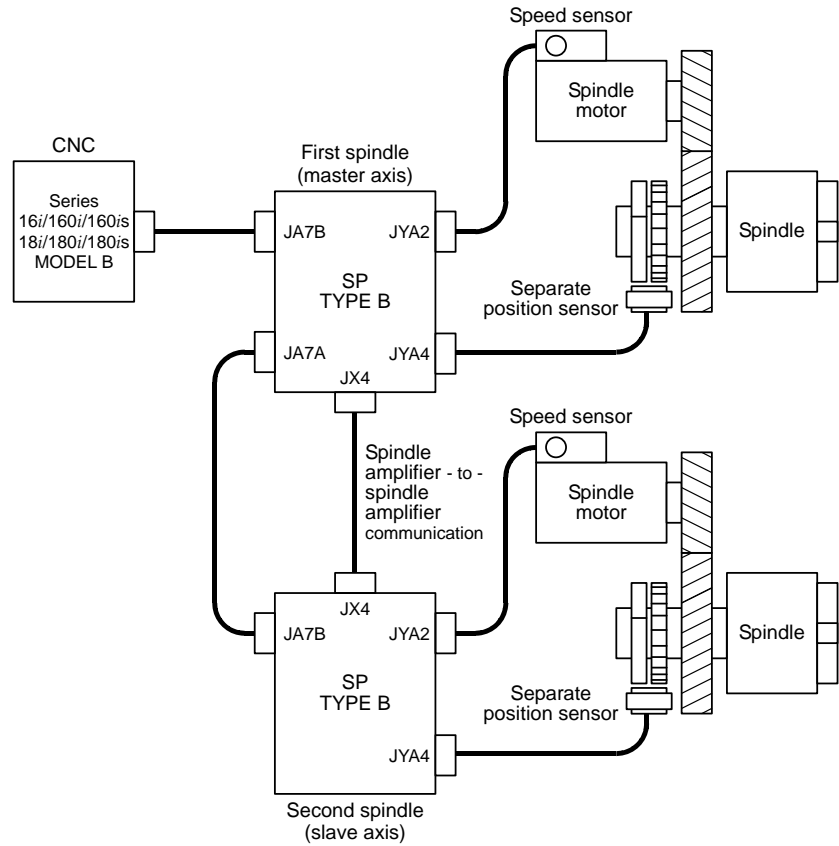 Speed sensor
Spindle
motor
CNC
First spindle
(master axis)
Series
16i/160i/160is
18i/180i/180is
MODEL B
JA7B
JYA2
SP
TYPE B
Spindle
Separate
position sensor
JA7A
JYA4
JX4
Speed sensor
Spindle
amplifier - to -
spindle
amplifier
communication
Spindle
motor
JX4
JA7B
JYA2
SP
TYPE B
Spindle
Separate
position sensor
JYA4
Second spindle
(slave axis)